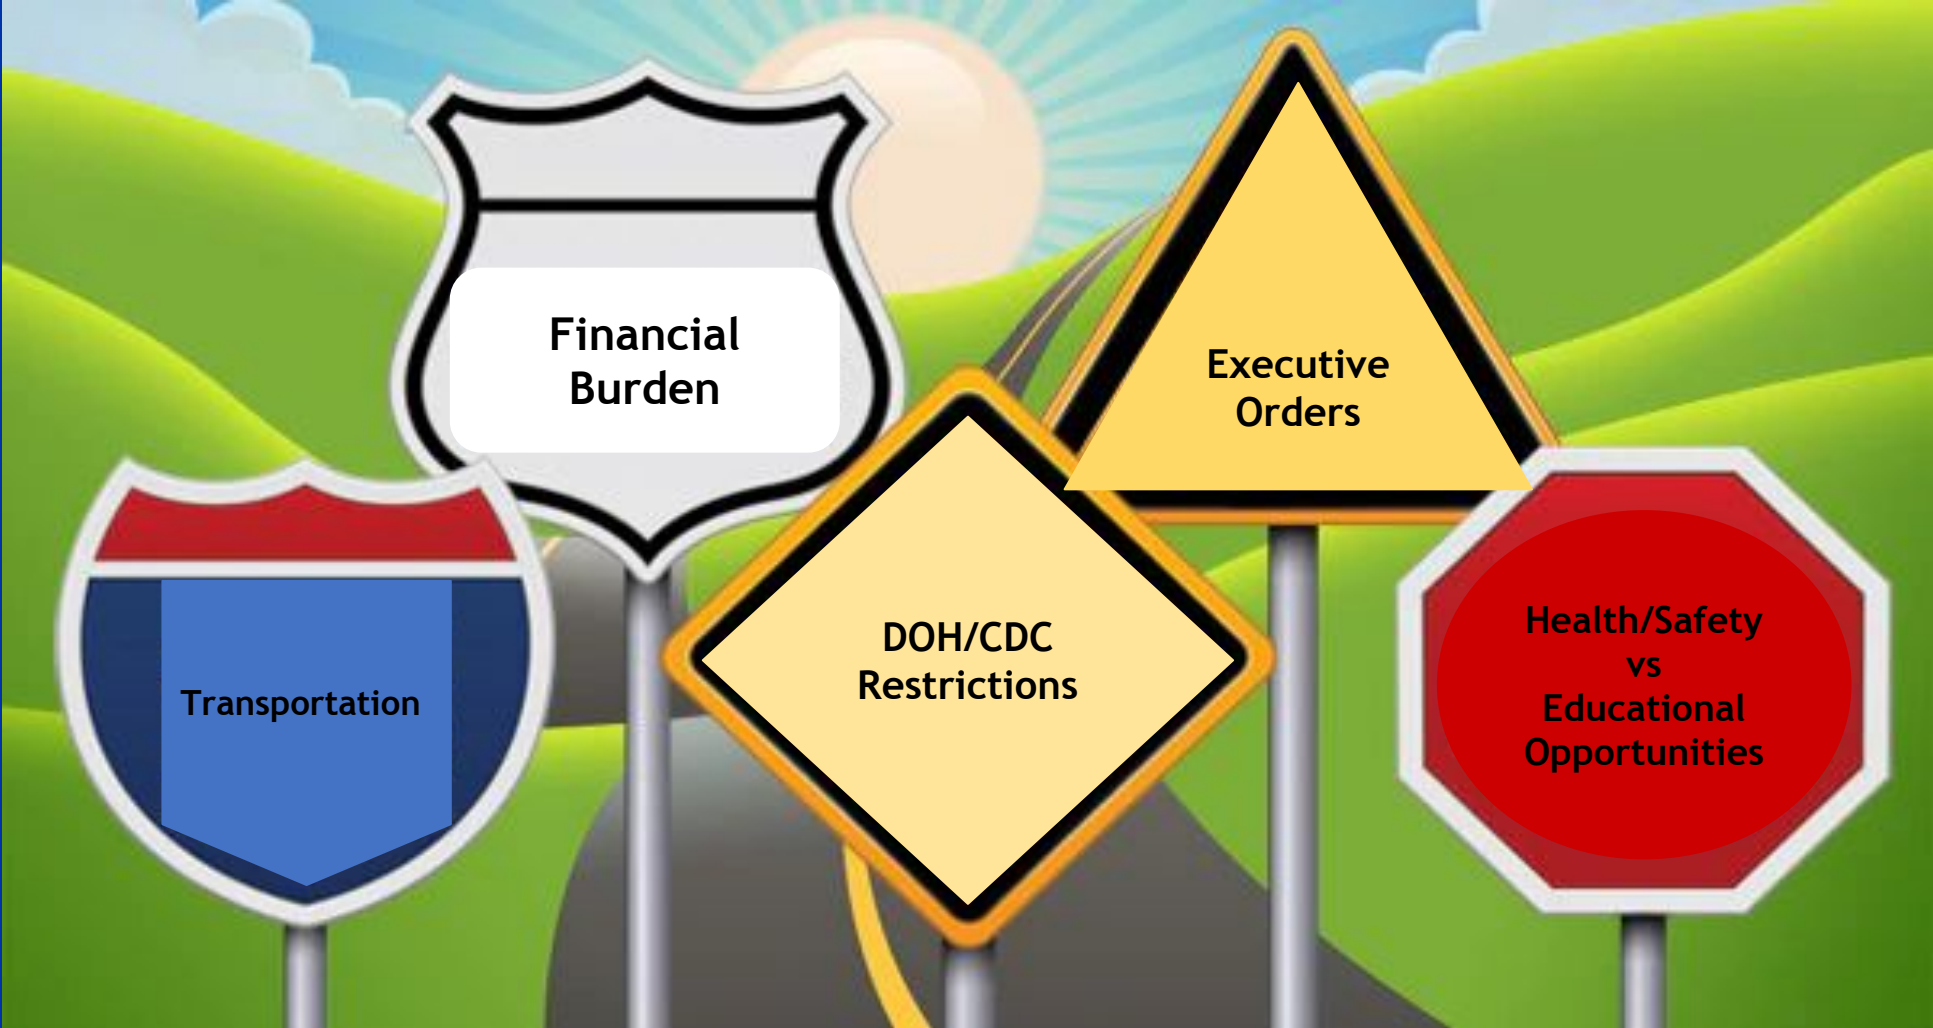 Financial
Burden
Executive
Orders
Transportation
DOH/CDC
Restrictions
Health/Safety
vs
Educational
Opportunities